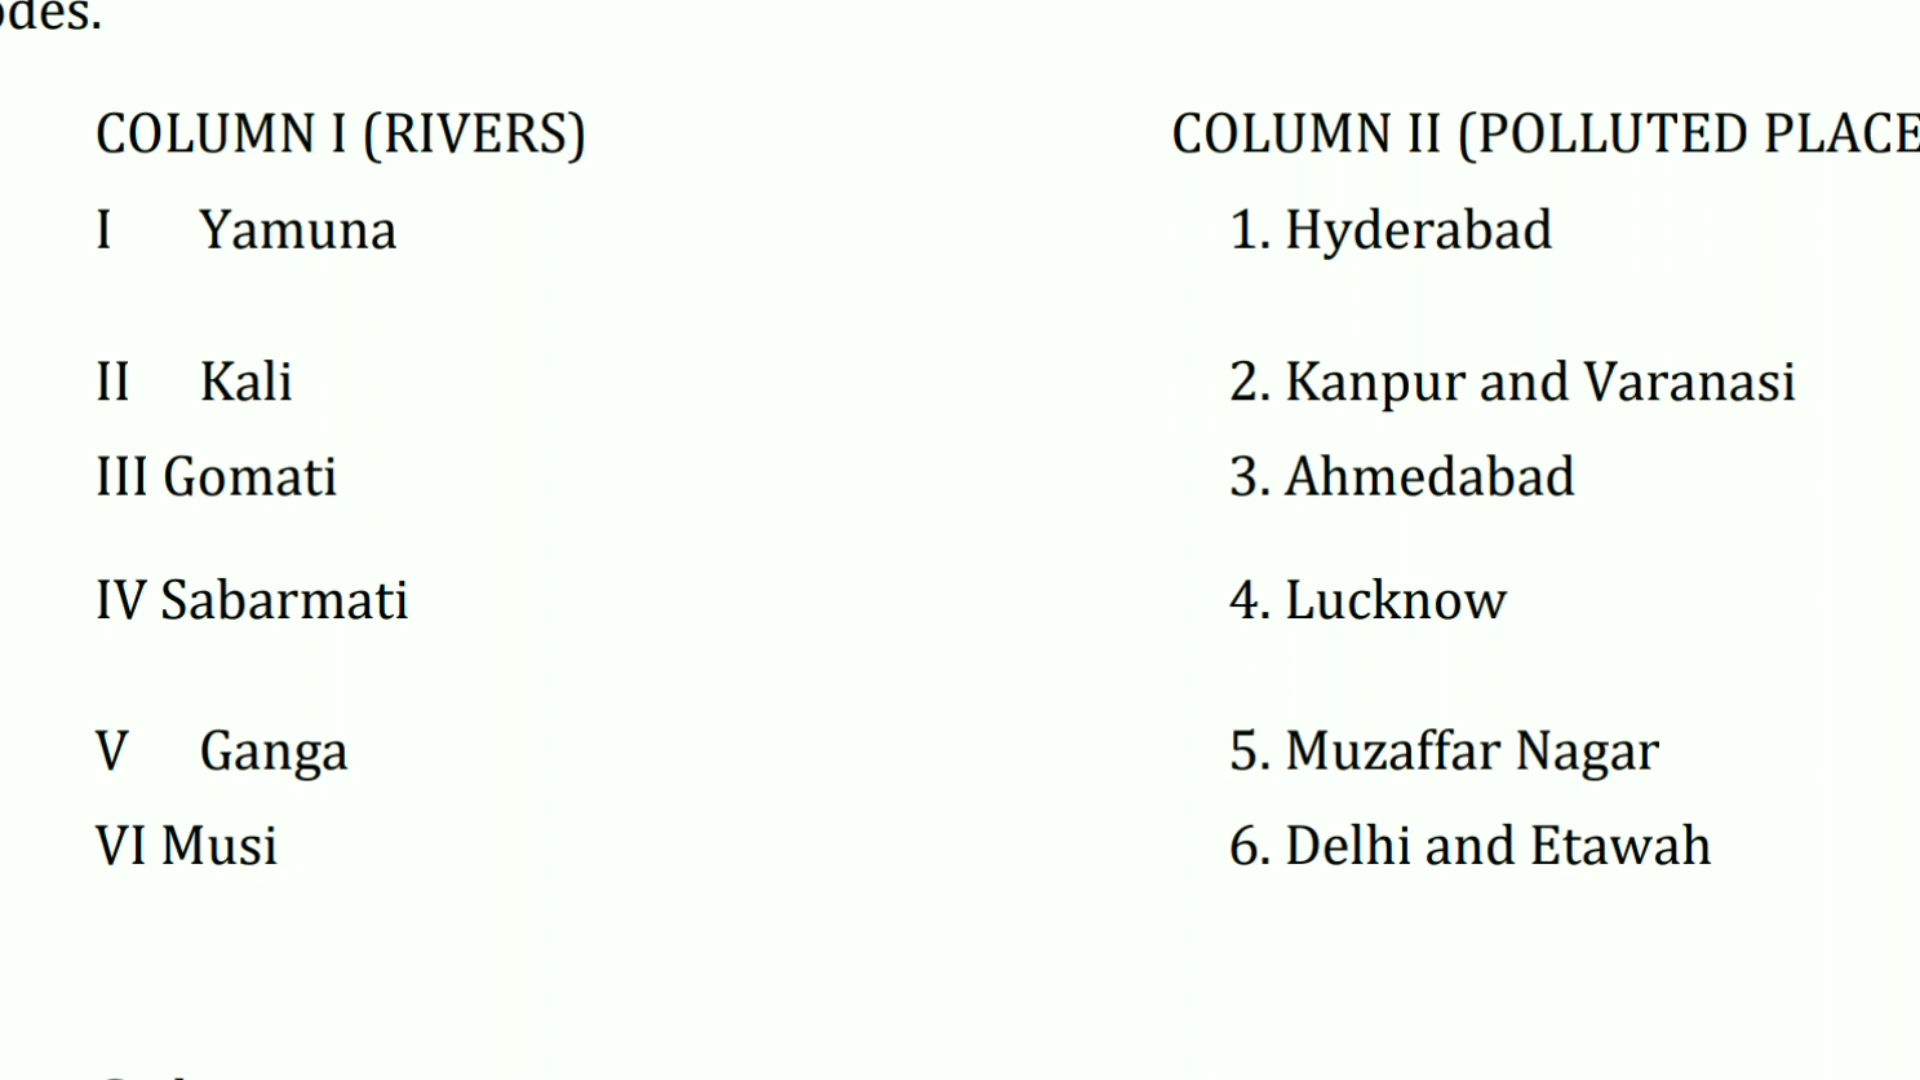 odes.
COLUMN I (RIVERS) COLUMN II (POLLUTED PLACE
I Yamuna 1. Hyderabad
II Kali 2. Kanpur and Varanasi
III Gomati 3. Ahmedabad
IV Sabarmati 4. Lucknow
V Ganga 5. Muzaffar Nagar
VI Musi 6. Delhi and Etawah